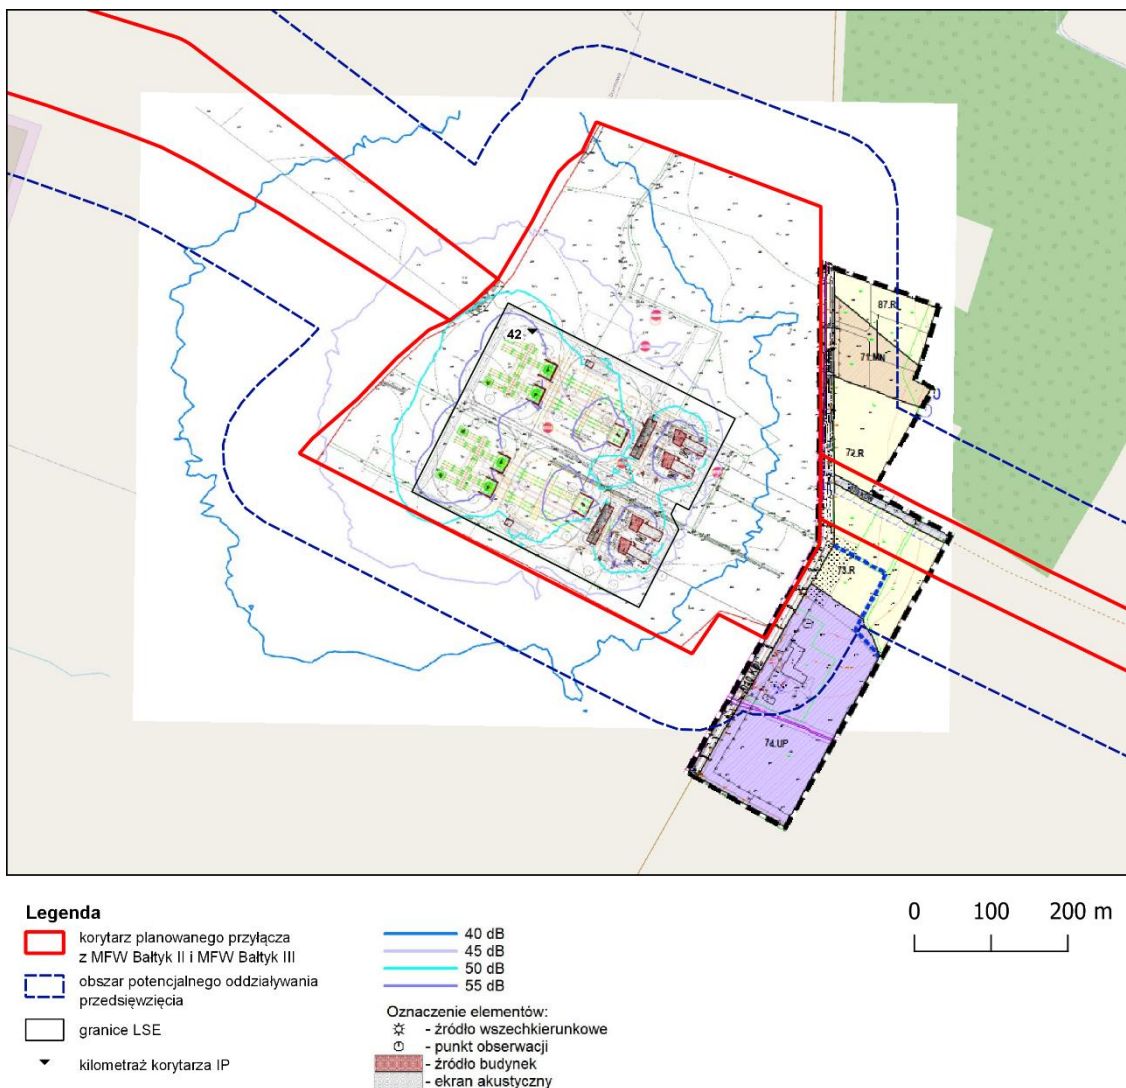 42
87.R
71.MN
72.R
73.R
74.UP
Legenda
korytarz planowanego przyłącza
z MFW Bałtyk II i MFW Bałtyk III
obszar potencjalnego oddziaływania
przedsięwzięcia
granice LSE
kilometraż korytarza IP
40 dB
45 dB
50 dB
55 dB
Oznaczenie elementów:
- źródło wszechkierunkowe
- punkt obserwacji
- źródło budynek
- ekran akustyczny
0 100 200 m